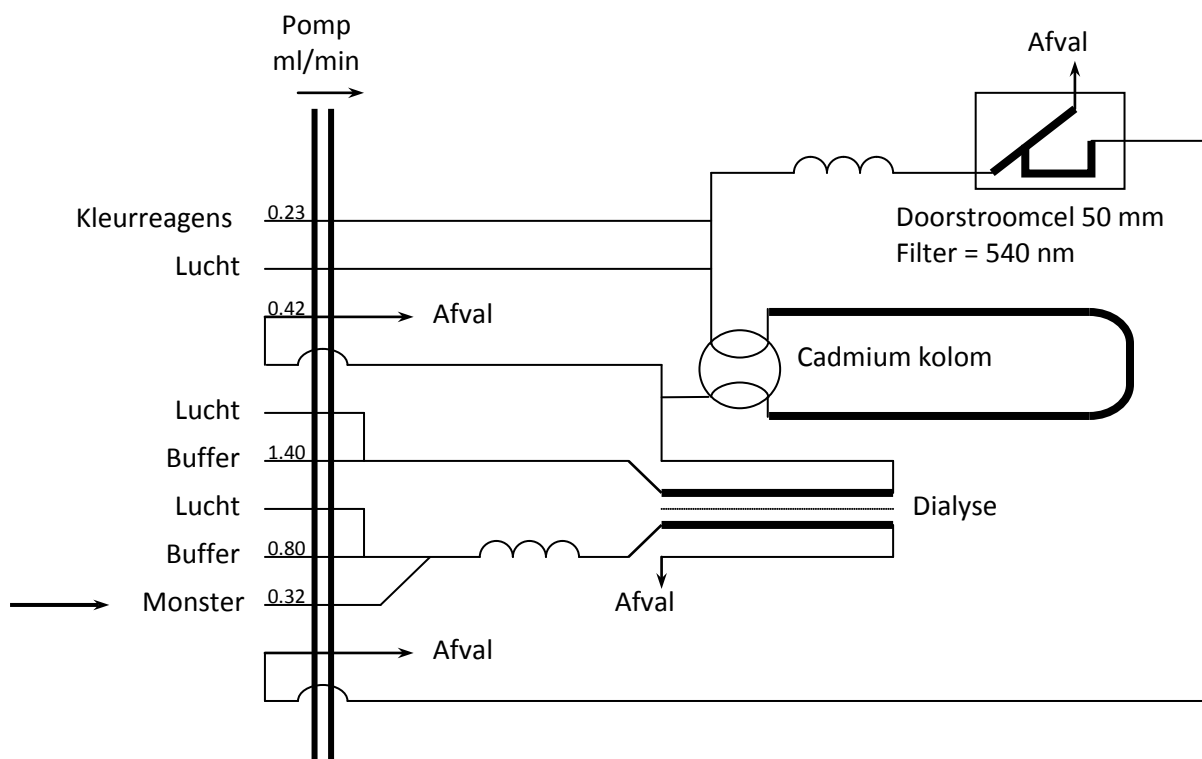 Pomp
ml/min
Afval
Kleurreagens 0.23
Doorstroomcel 50 mm
Filter = 540 nm
Lucht
0.42 Afval
Cadmium kolom
Lucht
Buffer 1.40
Lucht
Dialyse
Buffer 0.80
Monster 0.32
Afval
Afval